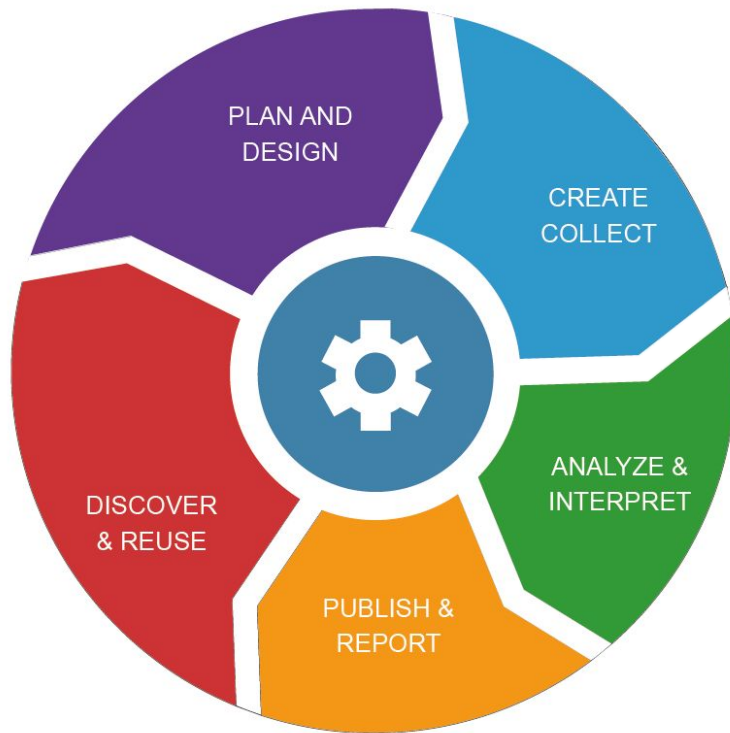 PLAN AND
DESIGN
CREATE
COLLECT
ANALYZE &
INTERPRET
PUBLISH &
REPORT
DISCOVER
& REUSE